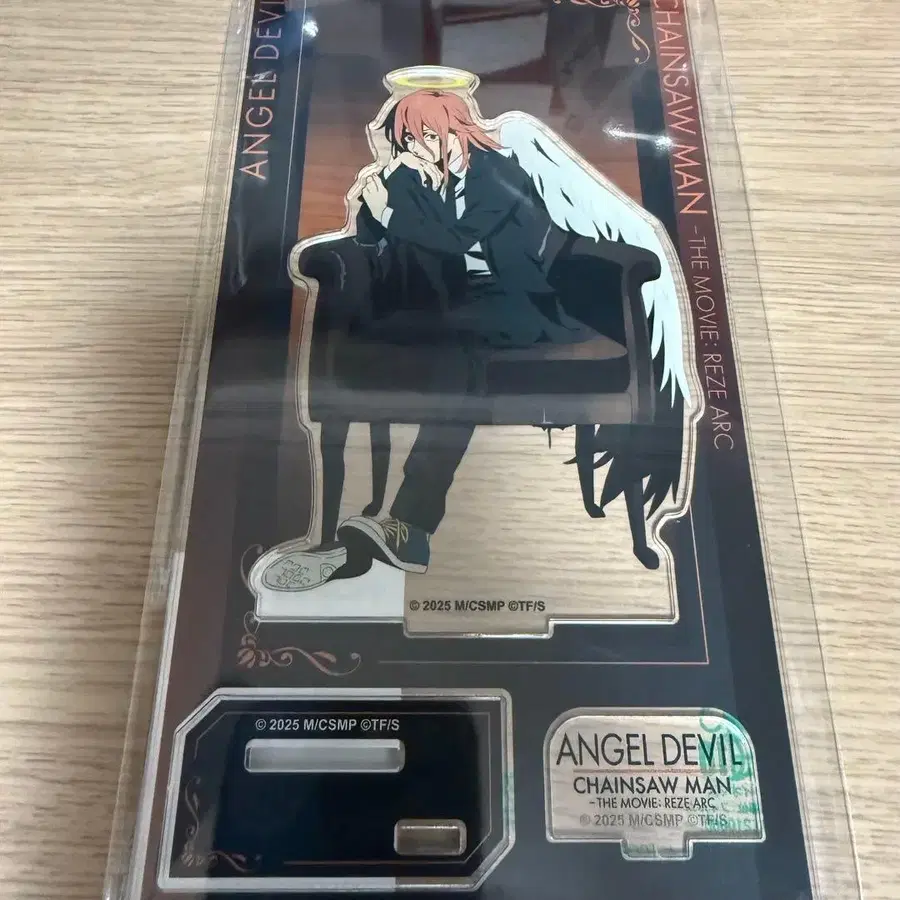 ANGEL DEVIL
CHAINSAW MAN -THE MOVIE: REZE ARC
© 2025 M/CSMP ©TF/S
© 2025 M/CSMP ©TF/S
ANGEL DEVIL
CHAINSAW MAN
-THE MOVIE: REZE ARC
© 2025 M/CSMP ©TF/S